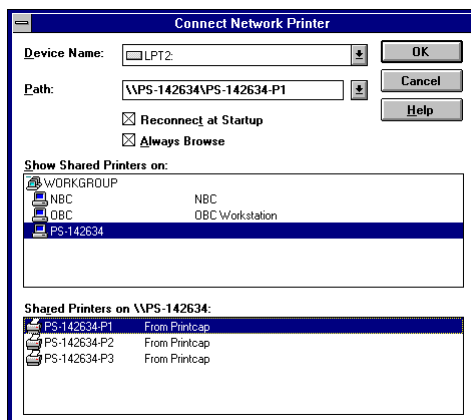 Connect Network Printer
Device Name: LPT2: OK
Path: \\PS-142634\PS-142634-P1 Cancel
Help
Reconnect at Startup
Always Browse
Show Shared Printers on:
WORKGROUP
NBC NBC
OBC OBC Workstation
PS-142634
Shared Printers on \\PS-142634:
PS-142634-P1 From Printcap
PS-142634-P2 From Printcap
PS-142634-P3 From Printcap